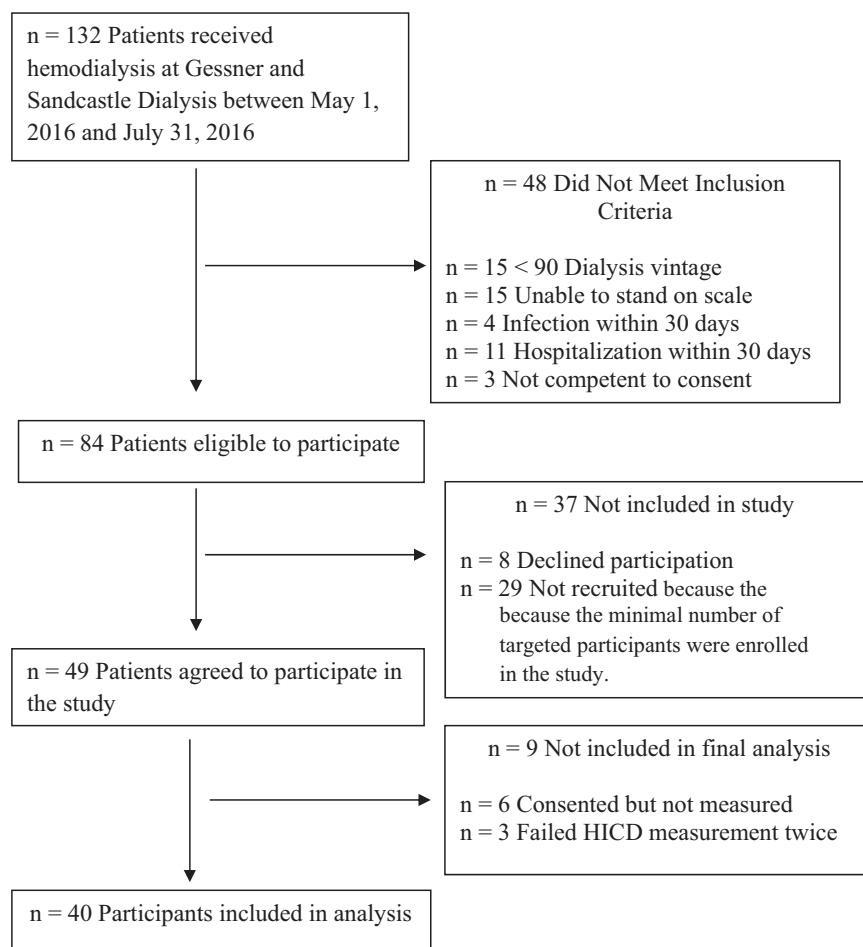 n = 132 Patients received
hemodialysis at Gessner and
Sandcastle Dialysis between May 1,
2016 and July 31, 2016
n = 48 Did Not Meet Inclusion
Criteria
n = 15 < 90 Dialysis vintage
n = 15 Unable to stand on scale
n = 4 Infection within 30 days
n = 11 Hospitalization within 30 days
n = 3 Not competent to consent
n = 84 Patients eligible to participate
n = 37 Not included in study
n = 8 Declined participation
n = 29 Not recruited because the
because the minimal number of
targeted participants were enrolled
in the study.
n = 49 Patients agreed to participate in
the study
n = 9 Not included in final analysis
n = 6 Consented but not measured
n = 3 Failed HICD measurement twice
n = 40 Participants included in analysis